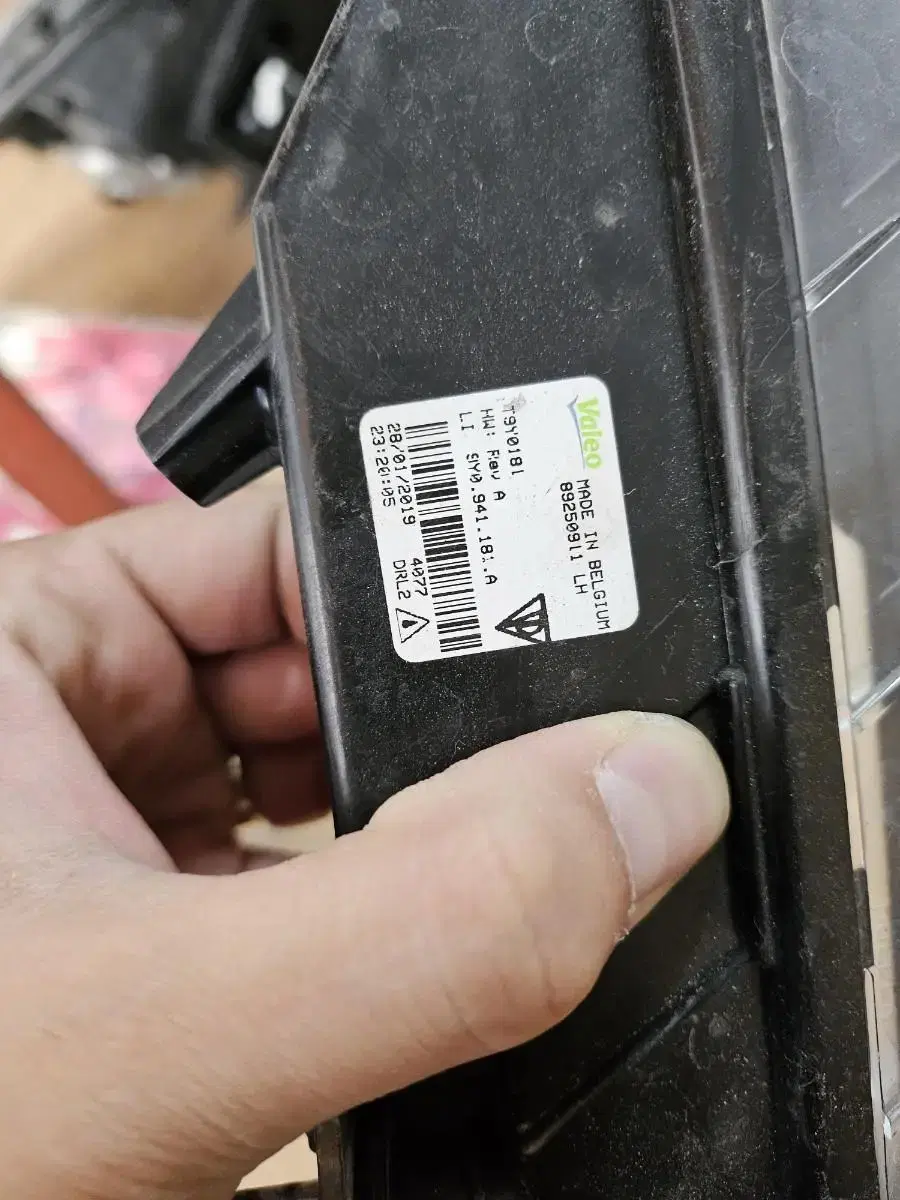 Valeo MADE IN BELGIUM
89250911 LH
T9Y0181
HW: Rev A
LI 9Y0.941.181.A
28/01/2019 4077
23:20:05 DRL2